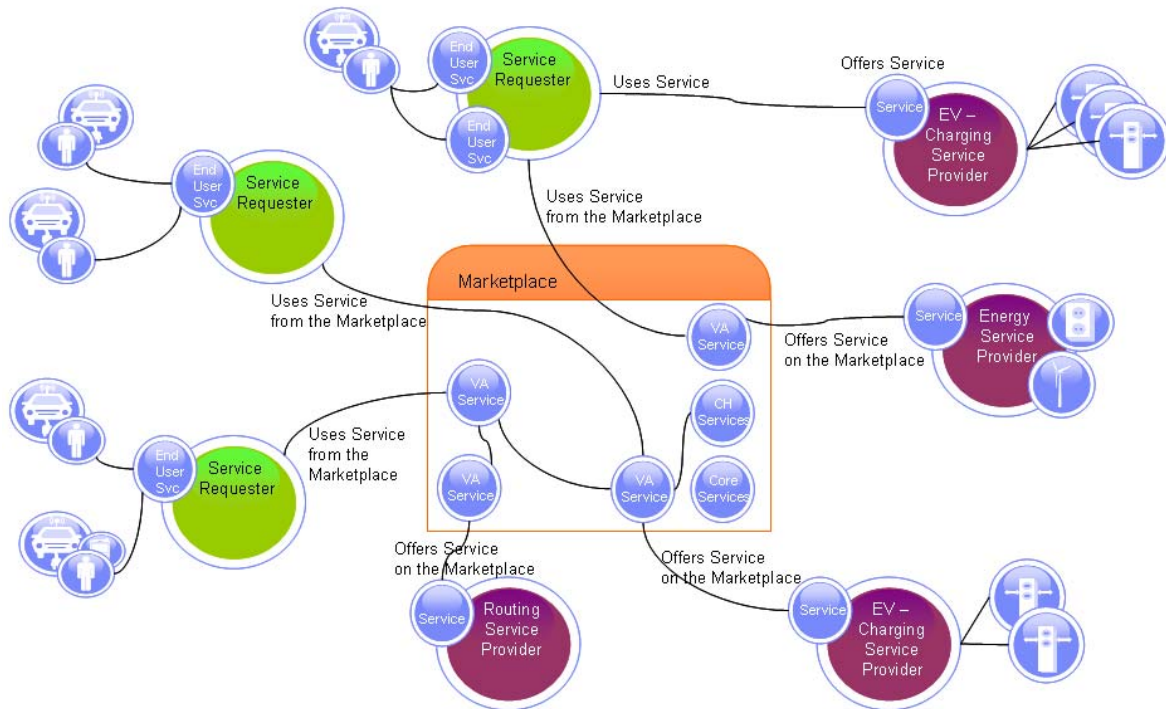 End
User
Svc
Service
Requester
End
User
Svc
Uses Service
Offers Service
Service
EV –
Charging
Service
Provider
End
User
Svc
Service
Requester
Uses Service
from the Marketplace
Marketplace
Uses Service
from the Marketplace
VA
Service
Offers Service
on the Marketplace
Service
Energy
Service
Provider
VA
Service
CH
Services
Uses Service
from the
Marketplace
End
User
Svc
Service
Requester
VA
Service
VA
Service
Core
Services
Offers Service
on the Marketplace
Offers Service
on the Marketplace
Service
Routing
Service
Provider
Service
EV –
Charging
Service
Provider